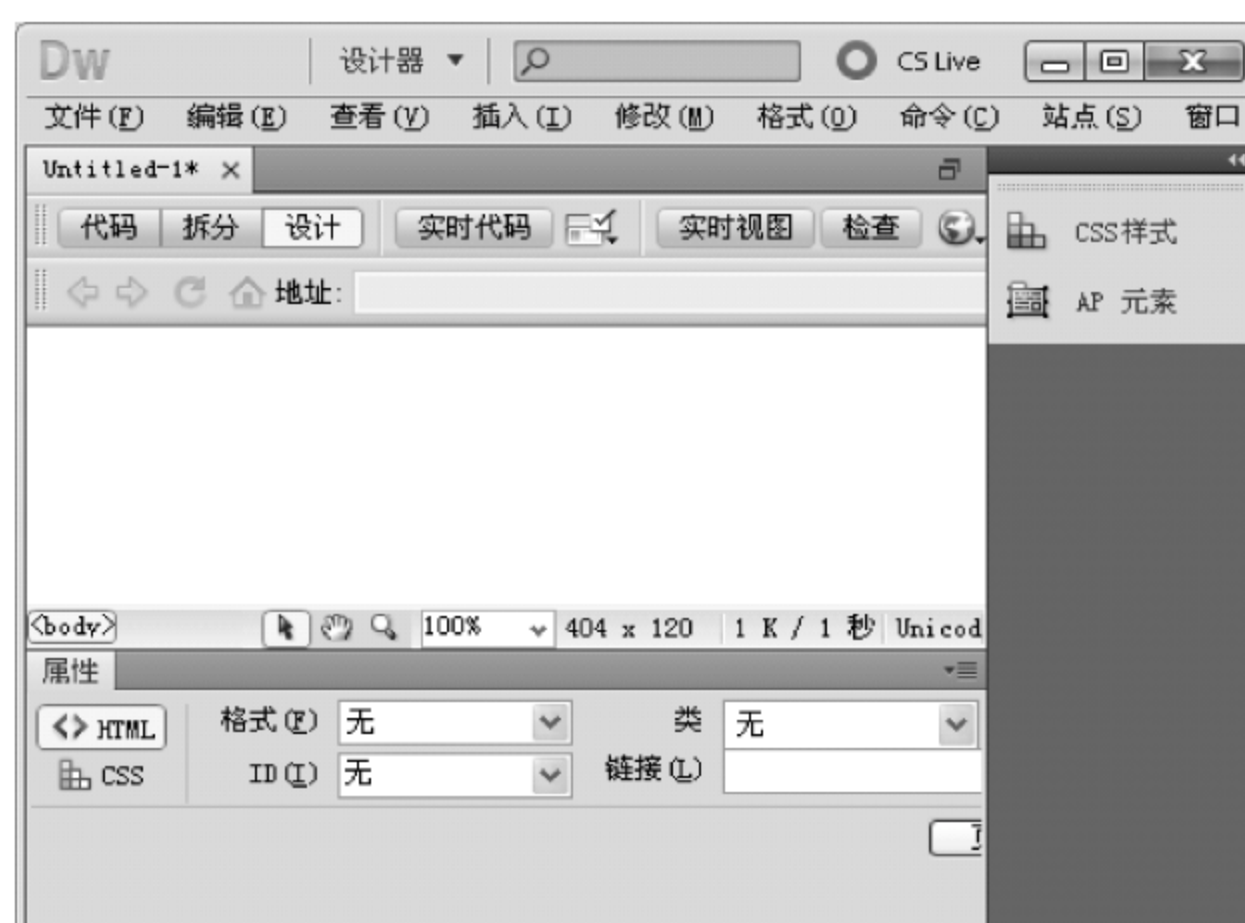 Dw 设计器 CS Live
文件(F) 编辑(E) 查看(V) 插入(I) 修改(M) 格式(O) 命令(C) 站点(S) 窗口
Untitled-1*
代码 拆分 设计 实时代码 实时视图 检查
CSS样式
地址:
AP 元素
<body> 100% 404 x 120 1 K / 1 秒 Unicod
属性
<> HTML 格式(F) 无 类 无
CSS ID(I) 无 链接(L)